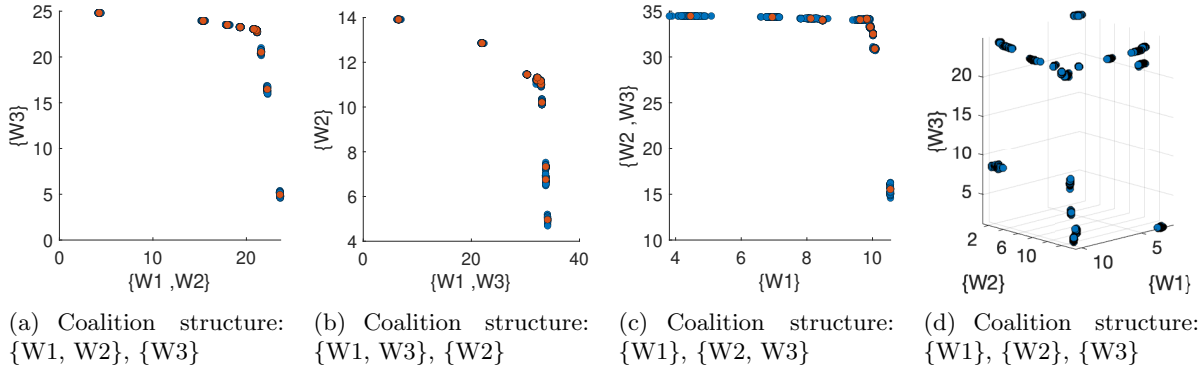 25
20
15
10
5
0
{W3}
0
10
20
{W1 ,W2}
14
12
10
8
6
4
{W2}
0
20
40
{W1 ,W3}
35
30
25
20
15
10
{W2 ,W3}
4
6
8
10
{W1}
20
15
10
5
{W3}
2
6
10
{W2}
10
5
{W1}
(a) Coalition structure:
{W1, W2}, {W3}
(b) Coalition structure:
{W1, W3}, {W2}
(c) Coalition structure:
{W1}, {W2, W3}
(d) Coalition structure:
{W1}, {W2}, {W3}